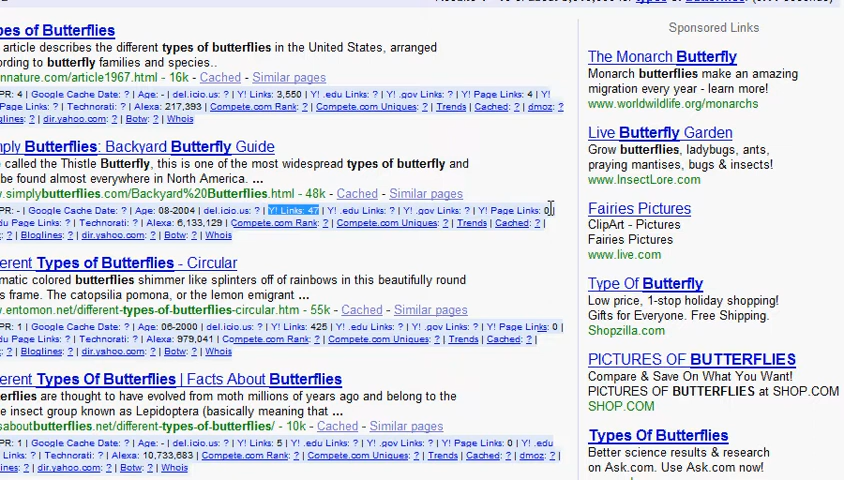 types of butterflies
Types of Butterflies
article describes the different types of butterflies in the United States, arranged
according to butterfly families and species..
nnature.com/article1967.html - 16k - Cached - Similar pages
PR: 4 | Google Cache Date: ? | Age: - | del.icio.us: ? | Y! Links: 3,550 | Y! .edu Links: ? | Y! .gov Links: ? | Y! Page Links: 4 | Y!
Page Links: ? | Technorati: ? | Alexa: 217,393 | Compete.com Rank: ? | Compete.com Uniques: ? | Trends | Cached: ? | dmoz: ?
Bloglines: ? | dir.yahoo.com: ? | Botw: ? | Whois
Simply Butterflies: Backyard Butterfly Guide
called the Thistle Butterfly, this is one of the most widespread types of butterfly and
be found almost everywhere in North America. ...
.simplybutterflies.com/Backyard%20Butterflies.html - 48k - Cached - Similar pages
PR: - | Google Cache Date: ? | Age: 08-2004 | del.icio.us: ? | Y! Links: 47 | Y! .edu Links: ? | Y! .gov Links: ? | Y! Page Links: 0
Page Links: ? | Technorati: ? | Alexa: 6,133,129 | Compete.com Rank: ? | Compete.com Uniques: ? | Trends | Cached: ? |
| Bloglines: ? | dir.yahoo.com: ? | Botw: ? | Whois
Different Types of Butterflies - Circular
matic colored butterflies shimmer like splinters off of rainbows in this beautifully round
frame. The catopsilia pomona, or the lemon emigrant ...
.entomon.net/different-types-of-butterflies-circular.htm - 55k - Cached - Similar pages
PR: 1 | Google Cache Date: ? | Age: 06-2000 | del.icio.us: ? | Y! Links: 425 | Y! .edu Links: ? | Y! .gov Links: ? | Y! Page Links: 0 |
Page Links: ? | Technorati: ? | Alexa: 979,041 | Compete.com Rank: ? | Compete.com Uniques: ? | Trends | Cached: ? |
| Bloglines: ? | dir.yahoo.com: ? | Botw: ? | Whois
Different Types Of Butterflies | Facts About Butterflies
erflies are thought to have evolved from moth millions of years ago and belong to the
insect group known as Lepidoptera (basically meaning that ...
saboutbutterflies.net/different-types-of-butterflies/ - 10k - Cached - Similar pages
PR: 1 | Google Cache Date: ? | Age: - | del.icio.us: ? | Y! Links: 5 | Y! .edu Links: ? | Y! .gov Links: ? | Y! Page Links: 0 | Y! .edu
Links: ? | Technorati: ? | Alexa: 10,733,683 | Compete.com Rank: ? | Compete.com Uniques: ? | Trends | Cached: ? | dmoz: ? |
lines: ? | dir.yahoo.com: ? | Botw: ? | Whois
Sponsored Links
The Monarch Butterfly
Monarch butterflies make an amazing
migration every year - learn more!
www.worldwildlife.org/monarchs
Live Butterfly Garden
Grow butterflies, ladybugs, ants,
praying mantises, bugs & insects!
www.InsectLore.com
Fairies Pictures
ClipArt - Pictures
Fairies Pictures
www.live.com
Type Of Butterfly
Low price, 1-stop holiday shopping!
Gifts for Everyone. Free Shipping.
Shopzilla.com
PICTURES OF BUTTERFLIES
Compare & Save On What You Want!
PICTURES OF BUTTERFLIES at SHOP.COM
SHOP.COM
Types Of Butterflies
Better science results & research
on Ask.com. Use Ask.com now!